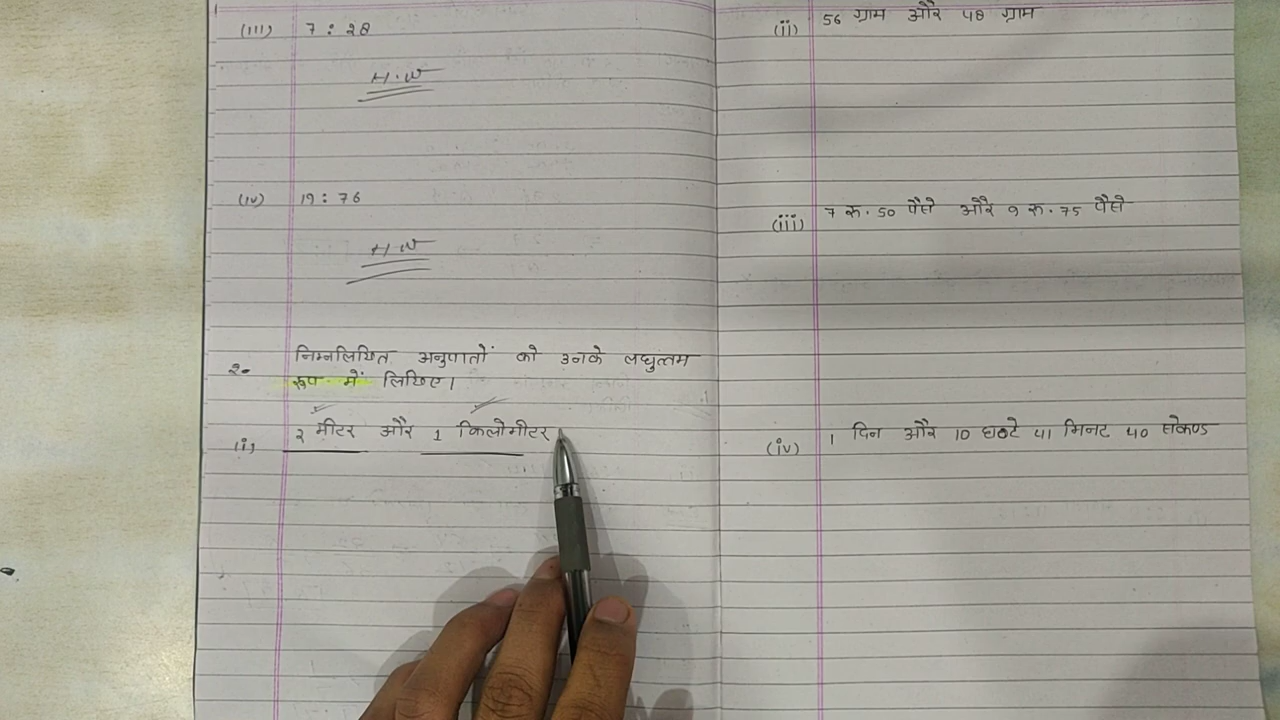 (iii) 7 : 28
H.W
(iv) 19 : 76
H.W
2. निम्नलिखित अनुपातों को उनके लघुत्तम
रूप में लिखिए।
(i) 2 मीटर और 1 किलोमीटर
(ii) 56 ग्राम और 48 ग्राम
(iii) 7 रु. 50 पैसे और 9 रु. 75 पैसे
(iv) 1 दिन और 10 घण्टे 41 मिनट 40 सेकण्ड